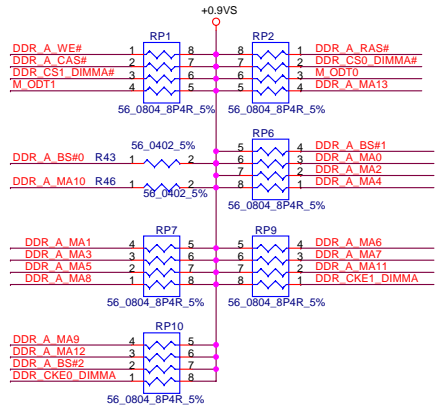 +0.9VS
RP1 RP2
DDR_A_WE# 1 8 8 1 DDR_A_RAS#
DDR_A_CAS# 2 7 7 2 DDR_CS0_DIMMA#
DDR_CS1_DIMMA# 3 6 6 3 M_ODT0
M_ODT1 4 5 5 4 DDR_A_MA13
56_0804_8P4R_5% 56_0804_8P4R_5%
56_0402_5% RP6
5 4 DDR_A_BS#1
DDR_A_BS#0 R43 1 2 6 3 DDR_A_MA0
7 2 DDR_A_MA2
DDR_A_MA10 R46 1 2 8 1 DDR_A_MA4
56_0402_5% 56_0804_8P4R_5%
RP7 RP9
DDR_A_MA1 4 5 5 4 DDR_A_MA6
DDR_A_MA3 3 6 6 3 DDR_A_MA7
DDR_A_MA5 2 7 7 2 DDR_A_MA11
DDR_A_MA8 1 8 8 1 DDR_CKE1_DIMMA
56_0804_8P4R_5% 56_0804_8P4R_5%
RP10
DDR_A_MA9 4 5
DDR_A_MA12 3 6
DDR_A_BS#2 2 7
DDR_CKE0_DIMMA 1 8
56_0804_8P4R_5%